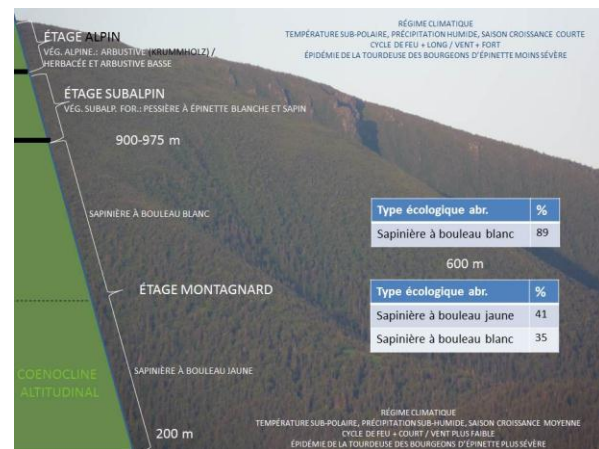 RÉGIME CLIMATIQUE
TEMPÉRATURE SUB-POLAIRE, PRÉCIPITATION HUMIDE, SAISON CROISSANCE COURTE
CYCLE DE FEU + LONG / VENT + FORT
ÉPIDÉMIE DE LA TOURDEUSE DES BOURGEONS D'ÉPINETTE MOINS SÉVÈRE
ÉTAGE ALPIN
VÉG. ALPINE.: ARBUSTIVE (KRUMMHOLZ) /
HERBACÉE ET ARBUSTIVE BASSE
ÉTAGE SUBALPIN
VÉG. SUBALP. FOR.: PESSIÈRE À ÉPINETTE BLANCHE ET SAPIN
900-975 m
SAPINIÈRE À BOULEAU BLANC
Type écologique abr. %
Sapinière à bouleau blanc 89
600 m
ÉTAGE MONTAGNARD
Type écologique abr. %
Sapinière à bouleau jaune 41
Sapinière à bouleau blanc 35
COENOCLINE
ALTITUDINAL
SAPINIÈRE À BOULEAU JAUNE
200 m
RÉGIME CLIMATIQUE
TEMPÉRATURE SUB-POLAIRE, PRÉCIPITATION SUB-HUMIDE, SAISON CROISSANCE MOYENNE
CYCLE DE FEU + COURT / VENT PLUS FAIBLE
ÉPIDÉMIE DE LA TOURDEUSE DES BOURGEONS D'ÉPINETTE PLUS SÉVÈRE